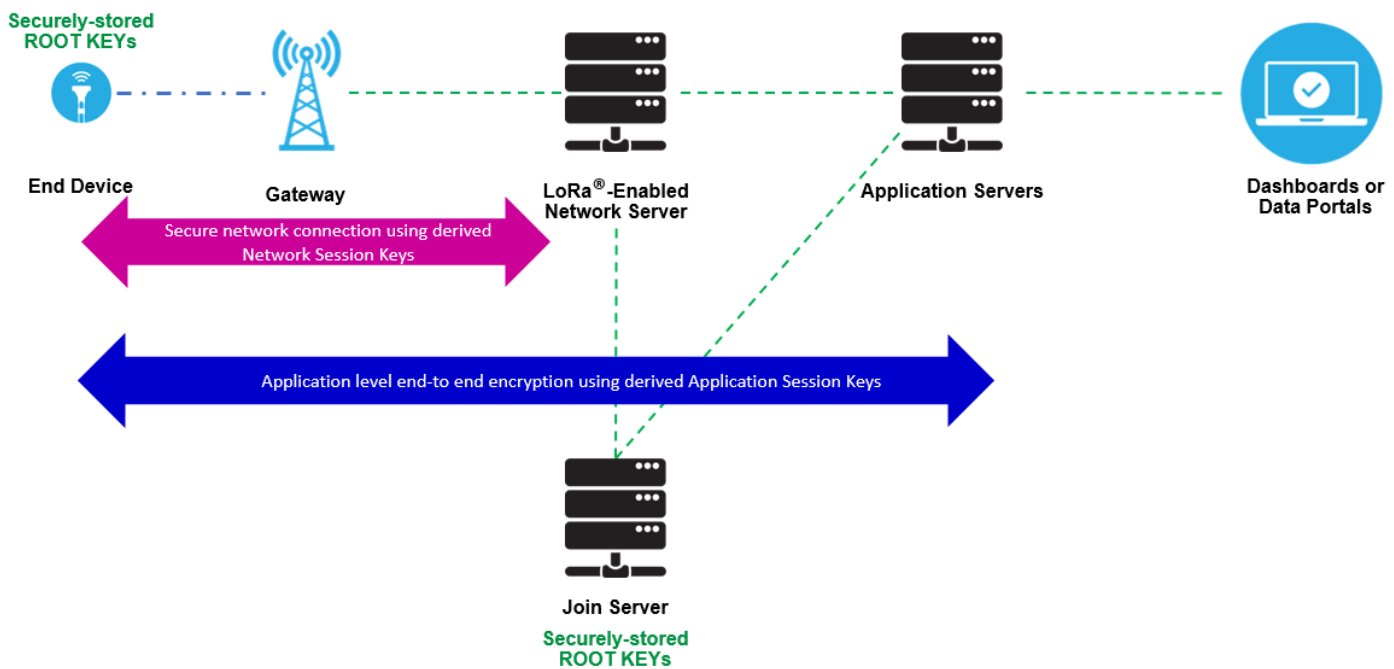 Securely-stored
ROOT KEYs
End Device
Gateway
LoRa®-Enabled
Network Server
Application Servers
Dashboards or
Data Portals
Secure network connection using derived
Network Session Keys
Application level end-to end encryption using derived Application Session Keys
Join Server
Securely-stored
ROOT KEYs